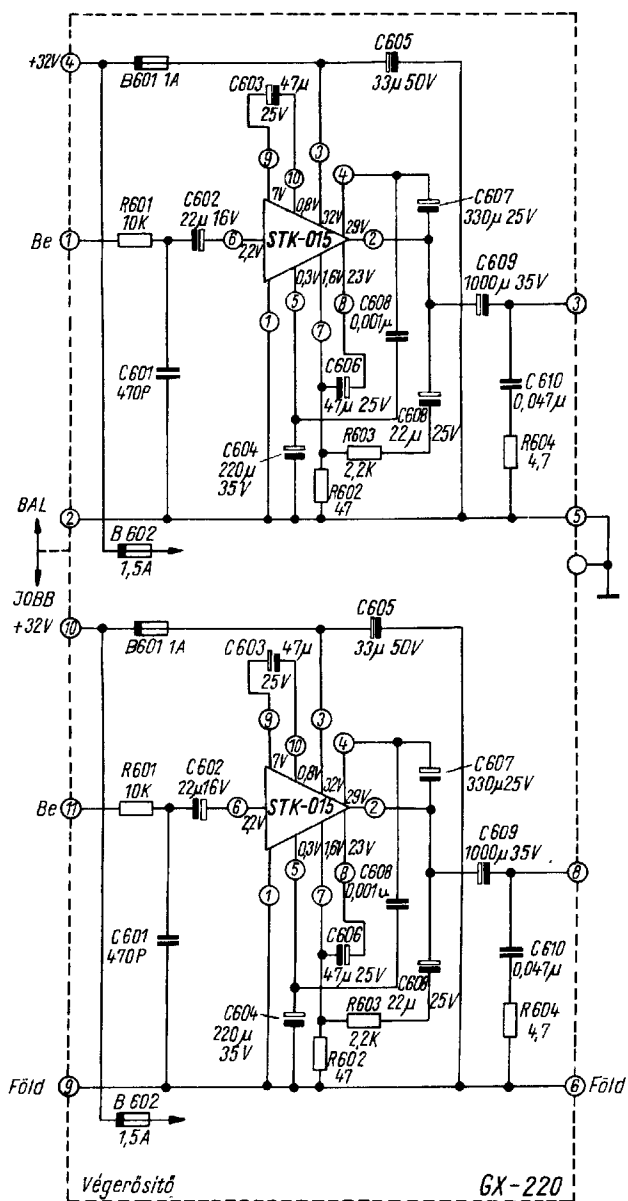 C605
33µ 50V
4
+32V
B601 1A
C603
47µ
25V
9
10
3
4
C607
330µ 25V
7V
0,8V
32V
29V
R601
10K
C602
22µ 16V
Be
1
6
2,2V
STK-015
2
C609
1000µ 35V
3
0,3V
1,6V
23V
1
5
7
8
C608
0,001µ
C601
470P
C606
47µ 25V
C610
0,047µ
C608
22µ
25V
C604
220µ
35V
R603
2,2K
R602
47
R604
4,7
BAL
2
5
B 602
1,5A
JOBB
+32V
10
B601 1A
C605
33µ 50V
C603
47µ
25V
9
10
3
4
C607
330µ25V
7V
0,8V
32V
29V
R601
10K
C602
22µ16V
Be
11
6
2,2V
STK-015
2
C609
1000µ 35V
8
0,3V
1,6V
23V
1
5
7
8
C608
0,001µ
C601
470P
C606
47µ 25V
C610
0,047µ
C608
22µ
25V
C604
220µ
35V
R603
2,2K
R602
47
R604
4,7
Föld
9
6
Föld
B 602
1,5A
Végerősítő
GX-220